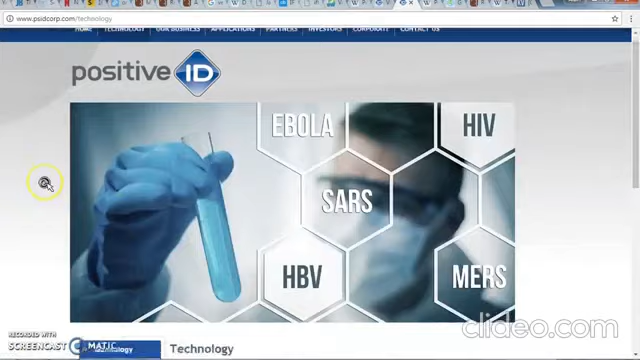 www.psidcorp.com/technology
HOME TECHNOLOGY OUR BUSINESS APPLICATIONS PARTNERS INVESTORS CORPORATE CONTACT US
positive ID
EBOLA
HIV
SARS
HBV
MERS
RECORDED WITH
SCREENCAST MATIC
clideo.com
Technology
Technology